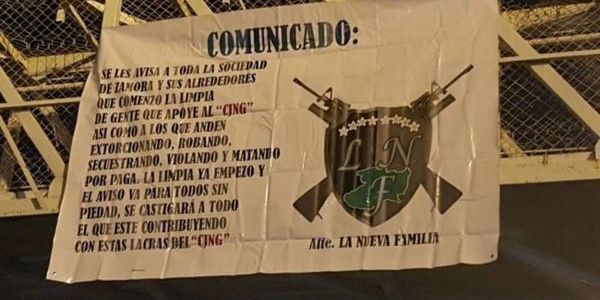 COMUNICADO:
SE LES AVISA A TODA LA SOCIEDAD
DE ZAMORA Y SUS ALREDEDORES
QUE COMENZO LA LIMPIA
DE GENTE QUE APOYE AL "CJNG"
ASI COMO A LOS QUE ANDEN
EXTORCIONANDO, ROBANDO,
SECUESTRANDO, VIOLANDO Y MATANDO
POR PAGA. LA LIMPIA YA EMPEZO Y
EL AVISO VA PARA TODOS SIN
PIEDAD, SE CASTIGARÁ A TODO
EL QUE ESTE CONTRIBUYENDO
CON ESTAS LACRAS DEL "CJNG"
L N
F
Atte. LA NUEVA FAMILIA